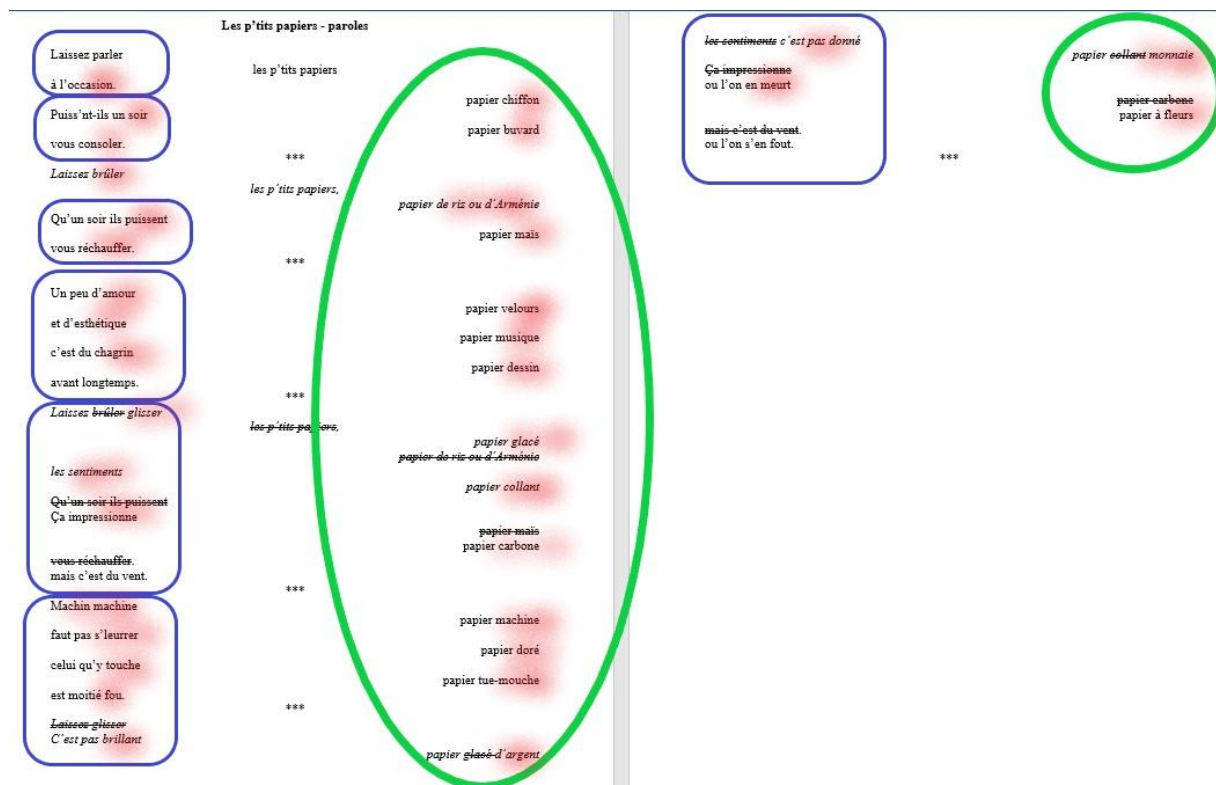 Les p'tits papiers - paroles
Laissez parler
les p'tits papiers
à l'occasion.
papier chiffon
Puiss'nt-ils un soir
papier buvard
vous consoler.
***
Laissez brûler
les p'tits papiers,
papier de riz ou d'Arménie
Qu'un soir ils puissent
papier maïs
vous réchauffer.
***
Un peu d'amour
papier velours
et d'esthétique
papier musique
c'est du chagrin
papier dessin
avant longtemps.
***
Laissez brûler glisser
les p'tits papiers,
papier glacé
papier de riz ou d'Arménie
les sentiments
papier collant
Qu'un soir ils puissent
Ça impressionne
papier maïs
papier carbone
vous réchauffer.
mais c'est du vent.
***
Machin machine
papier machine
faut pas s'leurrer
papier doré
celui qu'y touche
papier tue-mouche
est moitié fou.
***
Laissez glisser
C'est pas brillant
papier glacé d'argent
les sentiments c'est pas donné
papier collant monnaie
Ça impressionne
ou l'on en meurt
papier carbone
papier à fleurs
mais c'est du vent.
ou l'on s'en fout.
***